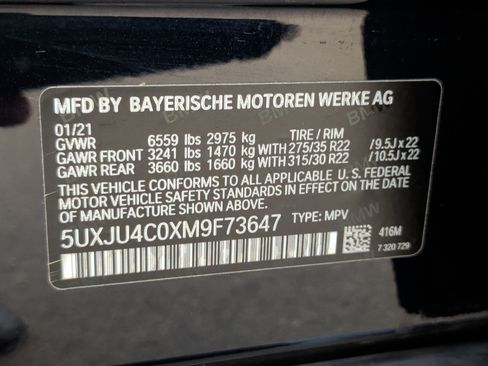 MFD BY BAYERISCHE MOTOREN WERKE AG
01/21
GVWR 6559 lbs 2975 kg TIRE / RIM
GAWR FRONT 3241 lbs 1470 kg WITH 275/35 R22 / 9.5J x 22
GAWR REAR 3660 lbs 1660 kg WITH 315/30 R22 / 10.5J x 22
THIS VEHICLE CONFORMS TO ALL APPLICABLE U.S. FEDERAL
MOTOR VEHICLE SAFETY STANDARDS IN EFFECT ON THE
DATE OF MANUFACTURE SHOWN ABOVE.
5UXJU4C0XM9F73647 TYPE: MPV
416M
7 320 729